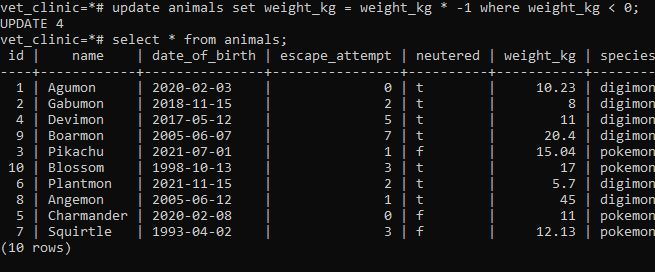 vet_clinic=*# update animals set weight_kg = weight_kg * -1 where weight_kg < 0;
UPDATE 4
vet_clinic=*# select * from animals;
 id |    name    | date_of_birth | escape_attempt | neutered | weight_kg | species
----+------------+---------------+----------------+----------+-----------+--------
  1 | Agumon     | 2020-02-03    |              0 | t        |     10.23 | digimon
  2 | Gabumon    | 2018-11-15    |              2 | t        |         8 | digimon
  4 | Devimon    | 2017-05-12    |              5 | t        |        11 | digimon
  9 | Boarmon    | 2005-06-07    |              7 | t        |      20.4 | digimon
  3 | Pikachu    | 2021-07-01    |              1 | f        |     15.04 | pokemon
 10 | Blossom    | 1998-10-13    |              3 | t        |        17 | pokemon
  6 | Plantmon   | 2021-11-15    |              2 | t        |       5.7 | digimon
  8 | Angemon    | 2005-06-12    |              1 | t        |        45 | digimon
  5 | Charmander | 2020-02-08    |              0 | f        |        11 | pokemon
  7 | Squirtle   | 1993-04-02    |              3 | f        |     12.13 | pokemon
(10 rows)